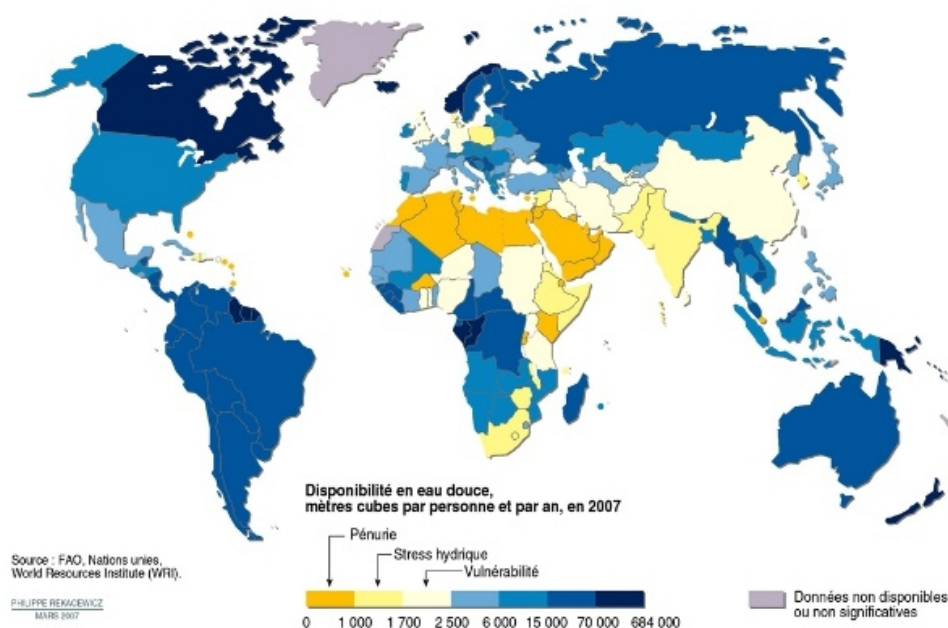 Disponibilité en eau douce,
mètres cubes par personne et par an, en 2007
Pénurie
Stress hydrique
Vulnérabilité
0 1 000 1 700 2 500 6 000 15 000 70 000 684 000
Données non disponibles
ou non significatives
Source : FAO, Nations unies,
World Resources Institute (WRI).
PHILIPPE REKACEWICZ
MARS 2007